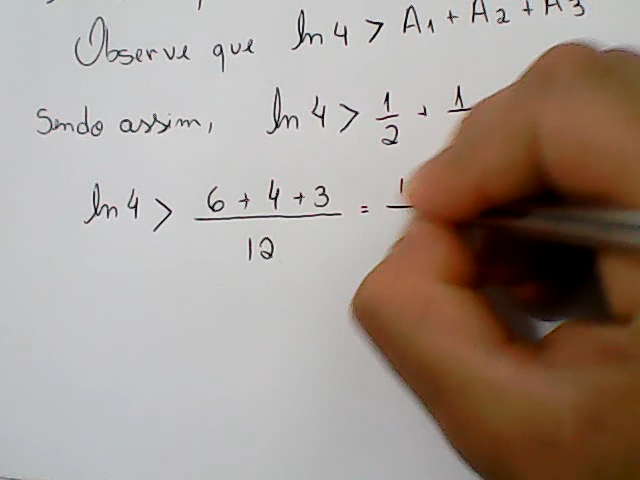 Observe que ln 4 > A₁ + A₂ + A₃
Sendo assim, ln 4 > 1/2 + 1
ln 4 > (6 + 4 + 3)/12 =